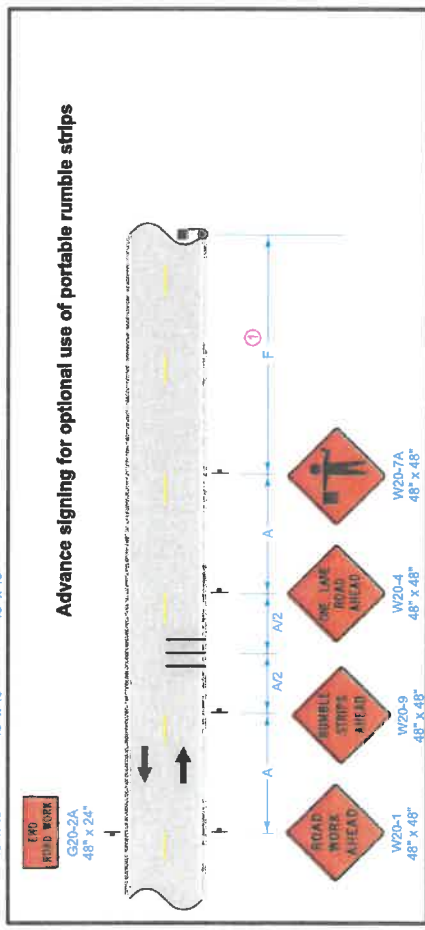 Advance signing for optional use of portable rumble strips
END
ROAD WORK
G20-2A
48" x 24"
A
A/2
A/2
A
F
1
ROAD
WORK
AHEAD
W20-1
48" x 48"
RUMBLE
STRIPS
AHEAD
W20-9
48" x 48"
ONE LANE
ROAD
AHEAD
W20-4
48" x 48"
W20-7A
48" x 48"